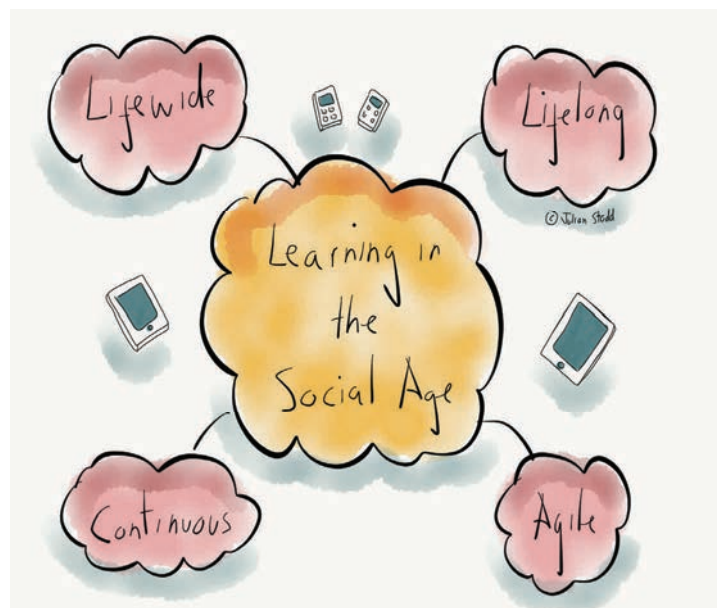 Lifewide
Lifelong
© Julian Stodd
Learning in
the
Social Age
Continuous
Agile